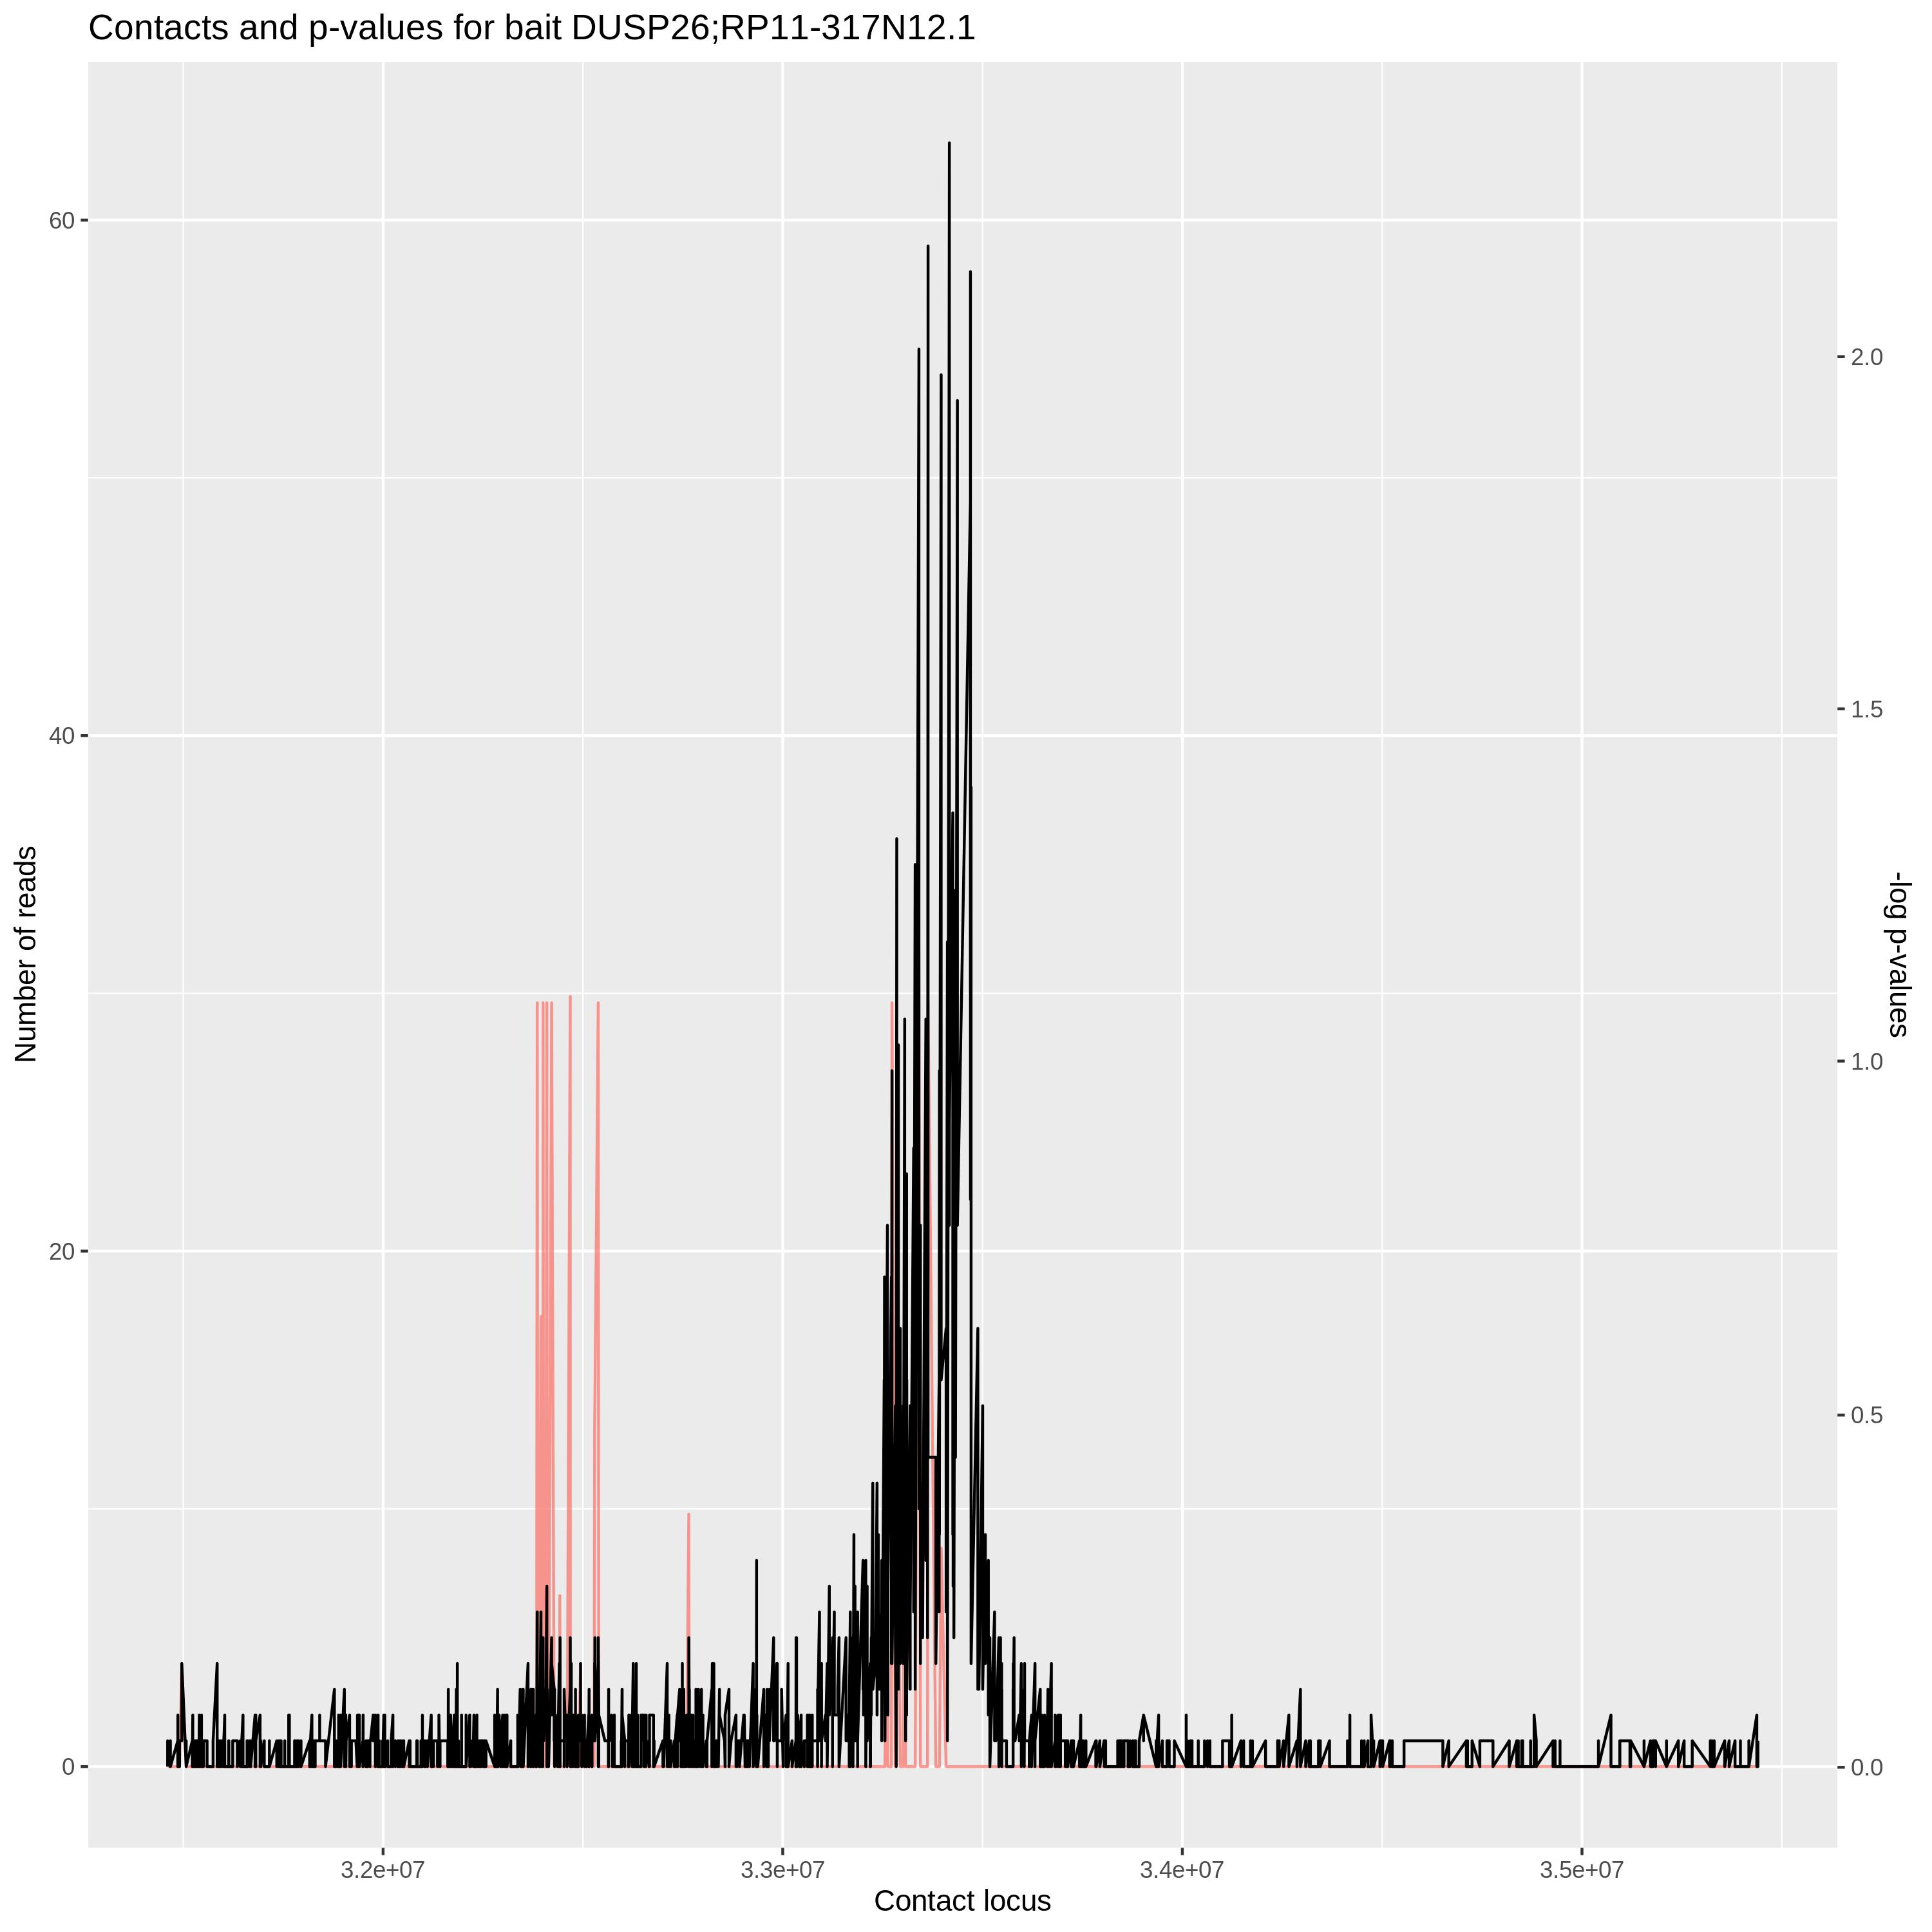 Contacts and p-values for bait DUSP26;RP11-317N12.1
60
40
20
0
Number of reads
2.0
1.5
1.0
0.5
0.0
-log p-values
3.2e+07 3.3e+07 3.4e+07 3.5e+07
Contact locus